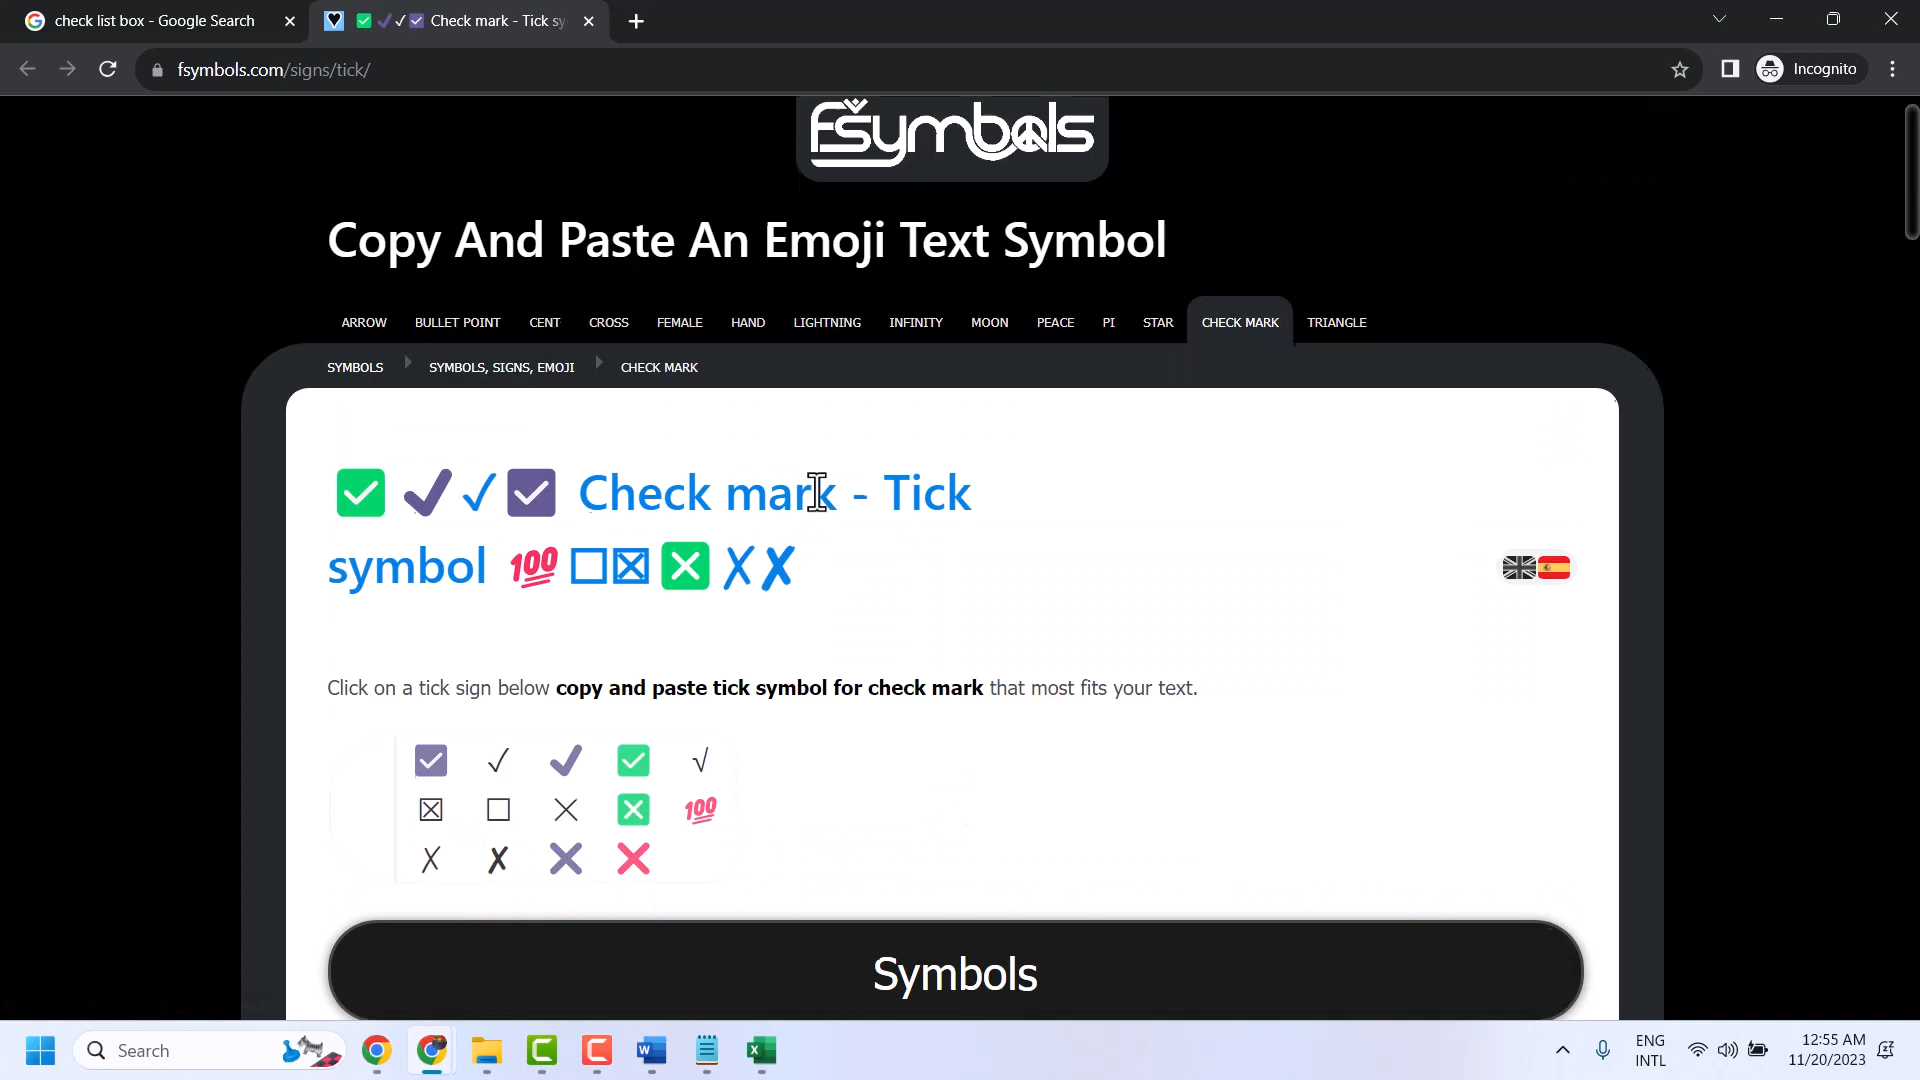 check list box - Google Search
✅✔✓☑ Check mark - Tick sy
fsymbols.com/signs/tick/
Incognito
fsymbols
Copy And Paste An Emoji Text Symbol
ARROW BULLET POINT CENT CROSS FEMALE HAND LIGHTNING INFINITY MOON PEACE PI STAR CHECK MARK TRIANGLE
SYMBOLS SYMBOLS, SIGNS, EMOJI CHECK MARK
✅✔✓☑ Check mark - Tick
symbol 💯☐☒❎✗✘
Click on a tick sign below copy and paste tick symbol for check mark that most fits your text.
☑ ✓ ✔ ✅ √
☒ ☐ ╳ ❎ 💯
✗ ✘ ✖ ❌
Symbols
Search
ENG
INTL
12:55 AM
11/20/2023